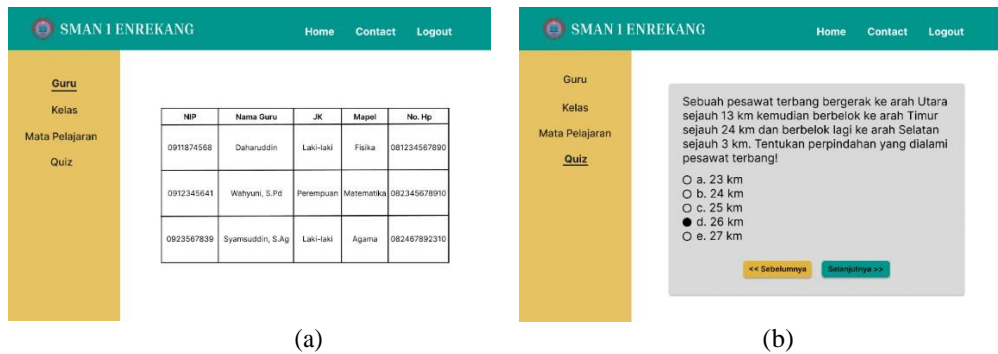 SMAN 1 ENREKANG
Home Contact Logout
Guru
Kelas
Mata Pelajaran
Quiz
NIP Nama Guru JK Mapel No. Hp
0911874568 Daharuddin Laki-laki Fisika 081234567890
0912345641 Wahyuni, S.Pd Perempuan Matematika 082345678910
0923567839 Syamsuddin, S.Ag Laki-laki Agama 082467892310
(a)
SMAN 1 ENREKANG
Home Contact Logout
Guru
Kelas
Mata Pelajaran
Quiz
Sebuah pesawat terbang bergerak ke arah Utara
sejauh 13 km kemudian berbelok ke arah Timur
sejauh 24 km dan berbelok lagi ke arah Selatan
sejauh 3 km. Tentukan perpindahan yang dialami
pesawat terbang!
a. 23 km
b. 24 km
c. 25 km
d. 26 km
e. 27 km
<< Sebelumnya Selanjutnya >>
(b)